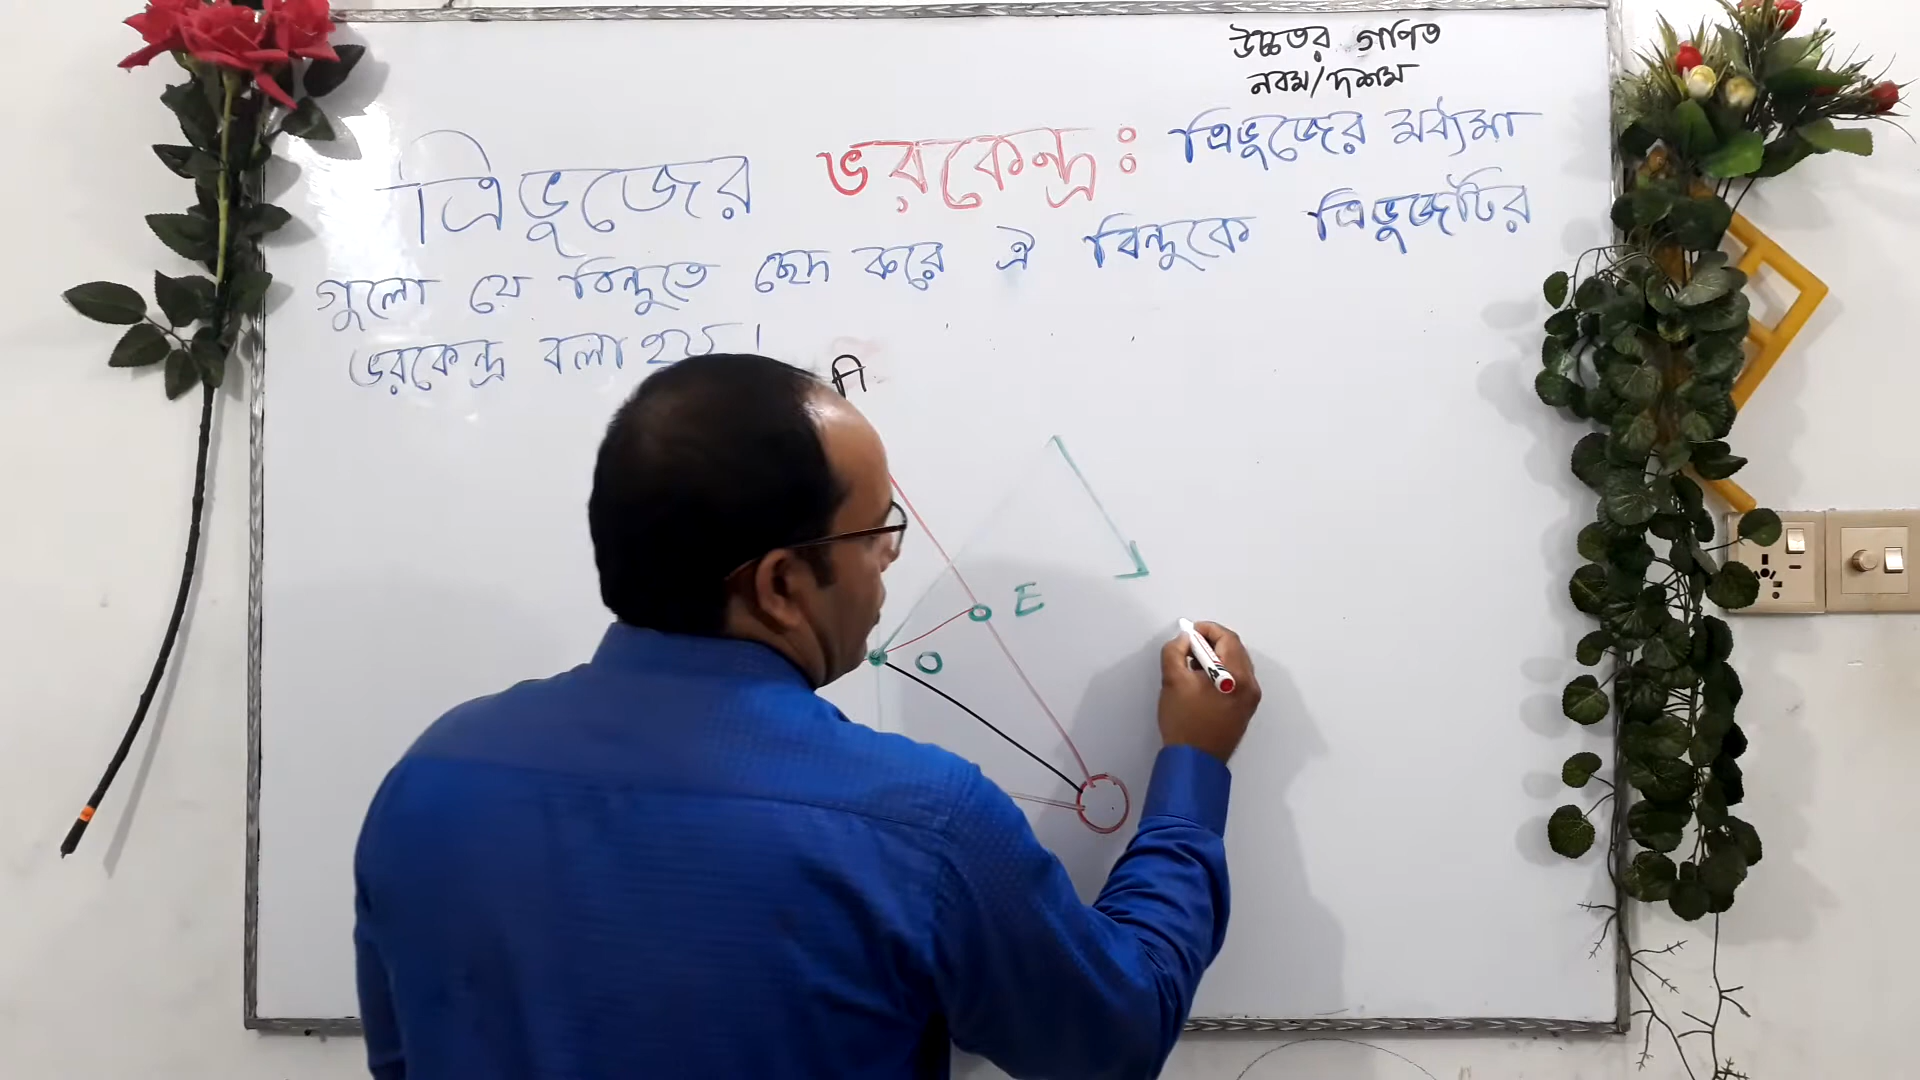 উচ্চতর গণিত
নবম/দশম
ত্রিভুজের ভরকেন্দ্র: ত্রিভুজের মধ্যমা
গুলো যে বিন্দুতে ছেদ করে ঐ বিন্দুকে ত্রিভুজটির
ভরকেন্দ্র বলা হয়।
E
O